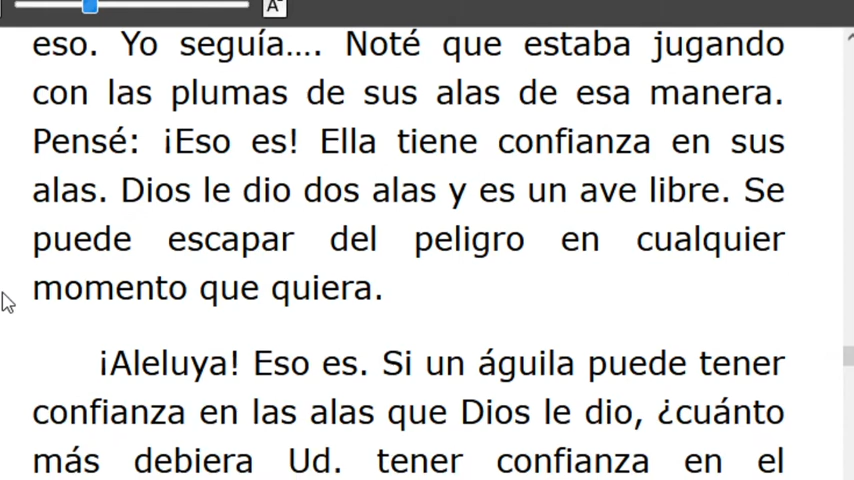 A
eso. Yo seguía.... Noté que estaba jugando
con las plumas de sus alas de esa manera.
Pensé: ¡Eso es! Ella tiene confianza en sus
alas. Dios le dio dos alas y es un ave libre. Se
puede escapar del peligro en cualquier
momento que quiera.
¡Aleluya! Eso es. Si un águila puede tener
confianza en las alas que Dios le dio, ¿cuánto
más debiera Ud. tener confianza en el